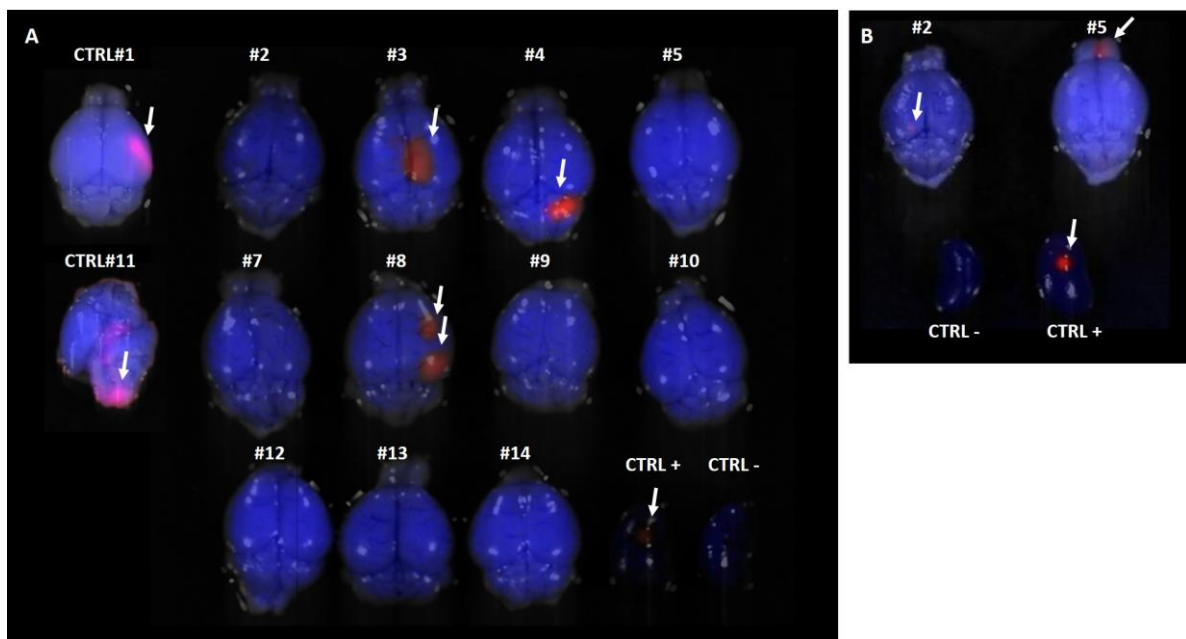 A
CTRL#1 #2 #3 #4 #5
CTRL#11 #7 #8 #9 #10
#12 #13 #14 CTRL + CTRL -
B
#2 #5
CTRL - CTRL +